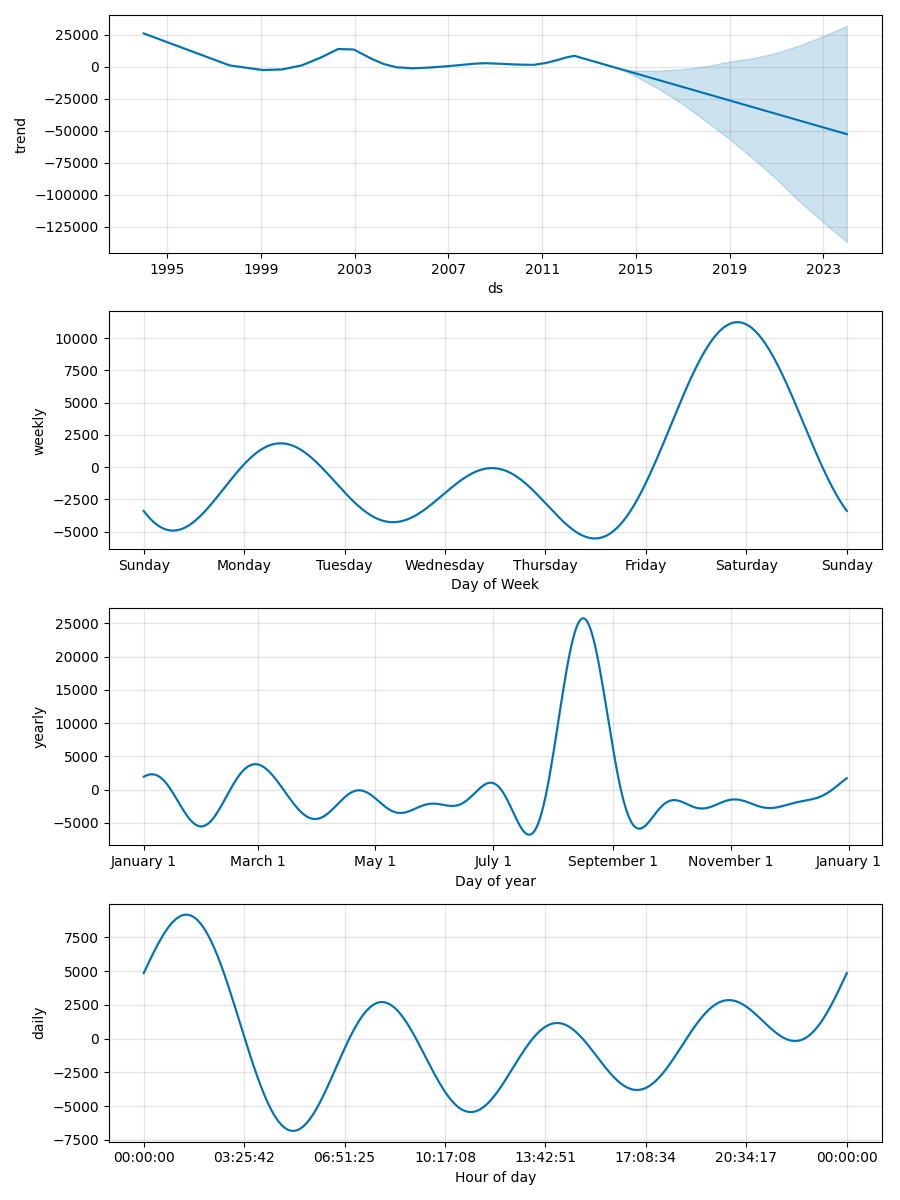 25000
0
−25000
−50000
−75000
−100000
−125000
trend
1995 1999 2003 2007 2011 2015 2019 2023
ds
10000
7500
5000
2500
0
−2500
−5000
weekly
Sunday Monday Tuesday Wednesday Thursday Friday Saturday Sunday
Day of Week
25000
20000
15000
10000
5000
0
−5000
yearly
January 1 March 1 May 1 July 1 September 1 November 1 January 1
Day of year
7500
5000
2500
0
−2500
−5000
−7500
daily
00:00:00 03:25:42 06:51:25 10:17:08 13:42:51 17:08:34 20:34:17 00:00:00
Hour of day